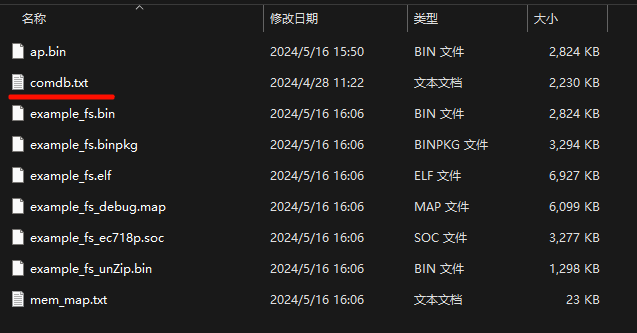 名称 修改日期 类型 大小
ap.bin 2024/5/16 15:50 BIN 文件 2,824 KB
comdb.txt 2024/4/28 11:22 文本文档 2,230 KB
example_fs.bin 2024/5/16 16:06 BIN 文件 2,824 KB
example_fs.binpkg 2024/5/16 16:06 BINPKG 文件 3,294 KB
example_fs.elf 2024/5/16 16:06 ELF 文件 6,927 KB
example_fs_debug.map 2024/5/16 16:06 MAP 文件 6,099 KB
example_fs_ec718p.soc 2024/5/16 16:06 SOC 文件 3,277 KB
example_fs_unZip.bin 2024/5/16 16:06 BIN 文件 1,298 KB
mem_map.txt 2024/5/16 16:06 文本文档 23 KB